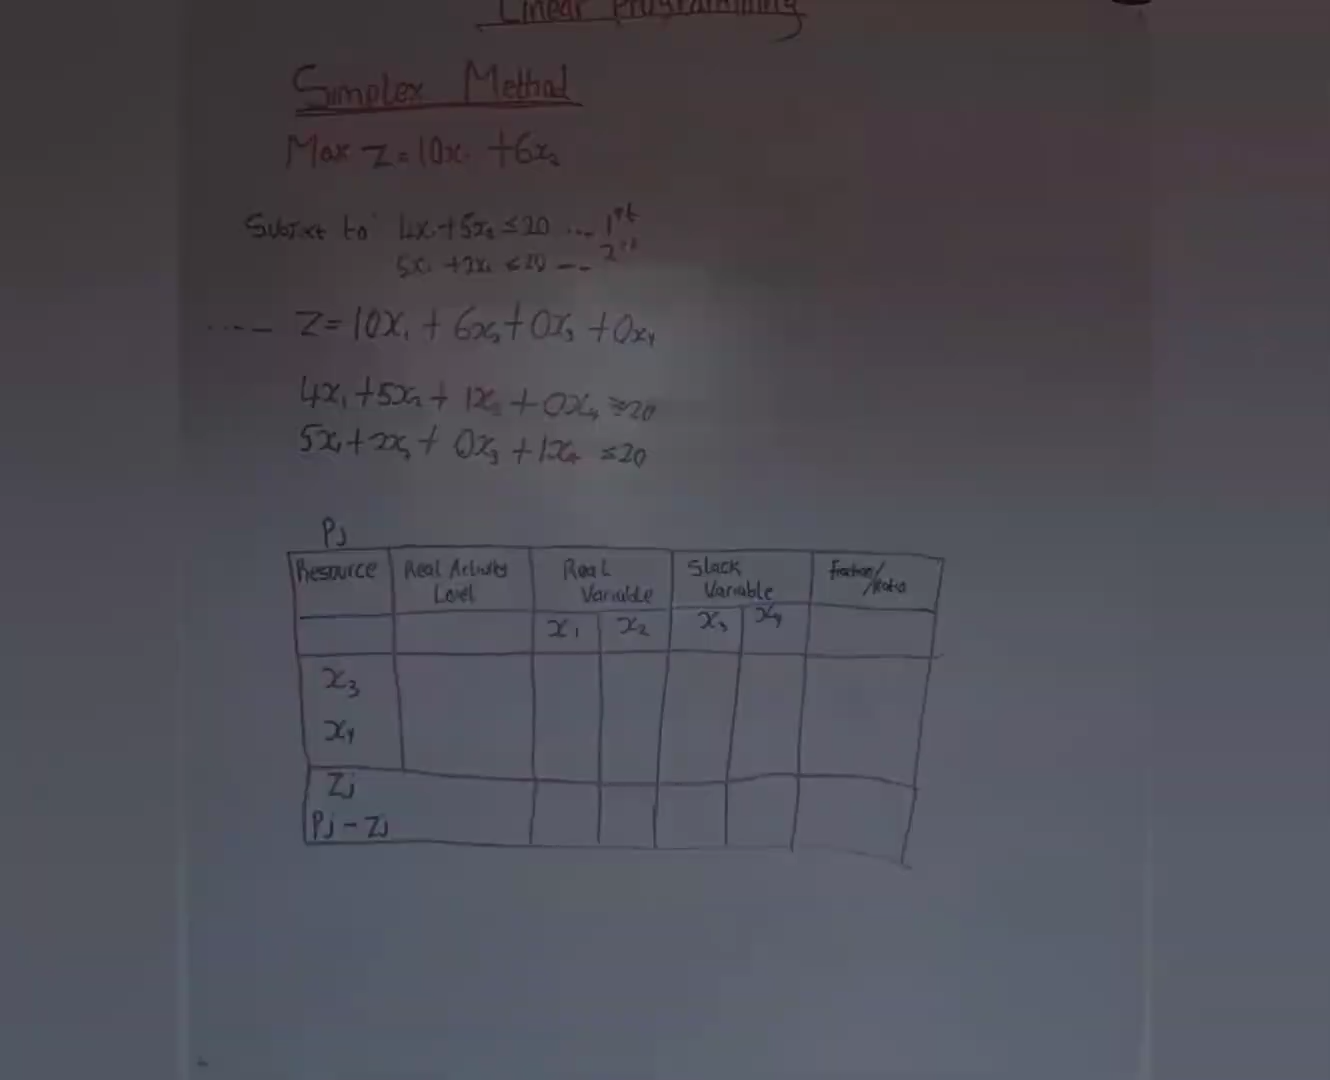 Linear Programming
Simplex Method
Max Z = 10x₁ + 6x₂
Subject to 4x₁ + 5x₂ ≤ 20 ... 1st
5x₁ + 2x₂ ≤ 20 --- 2nd
---- Z = 10x₁ + 6x₂ + 0x₃ + 0x₄
4x₁ + 5x₂ + 1x₃ + 0x₄ ≤ 20
5x₁ + 2x₂ + 0x₃ + 1x₄ ≤ 20
Pj
Resource Real Activity Level Real Variable Slack Variable Fraction/Ratio
x₁ x₂ x₃ x₄
x₃
x₄
Zj
Pj - Zj